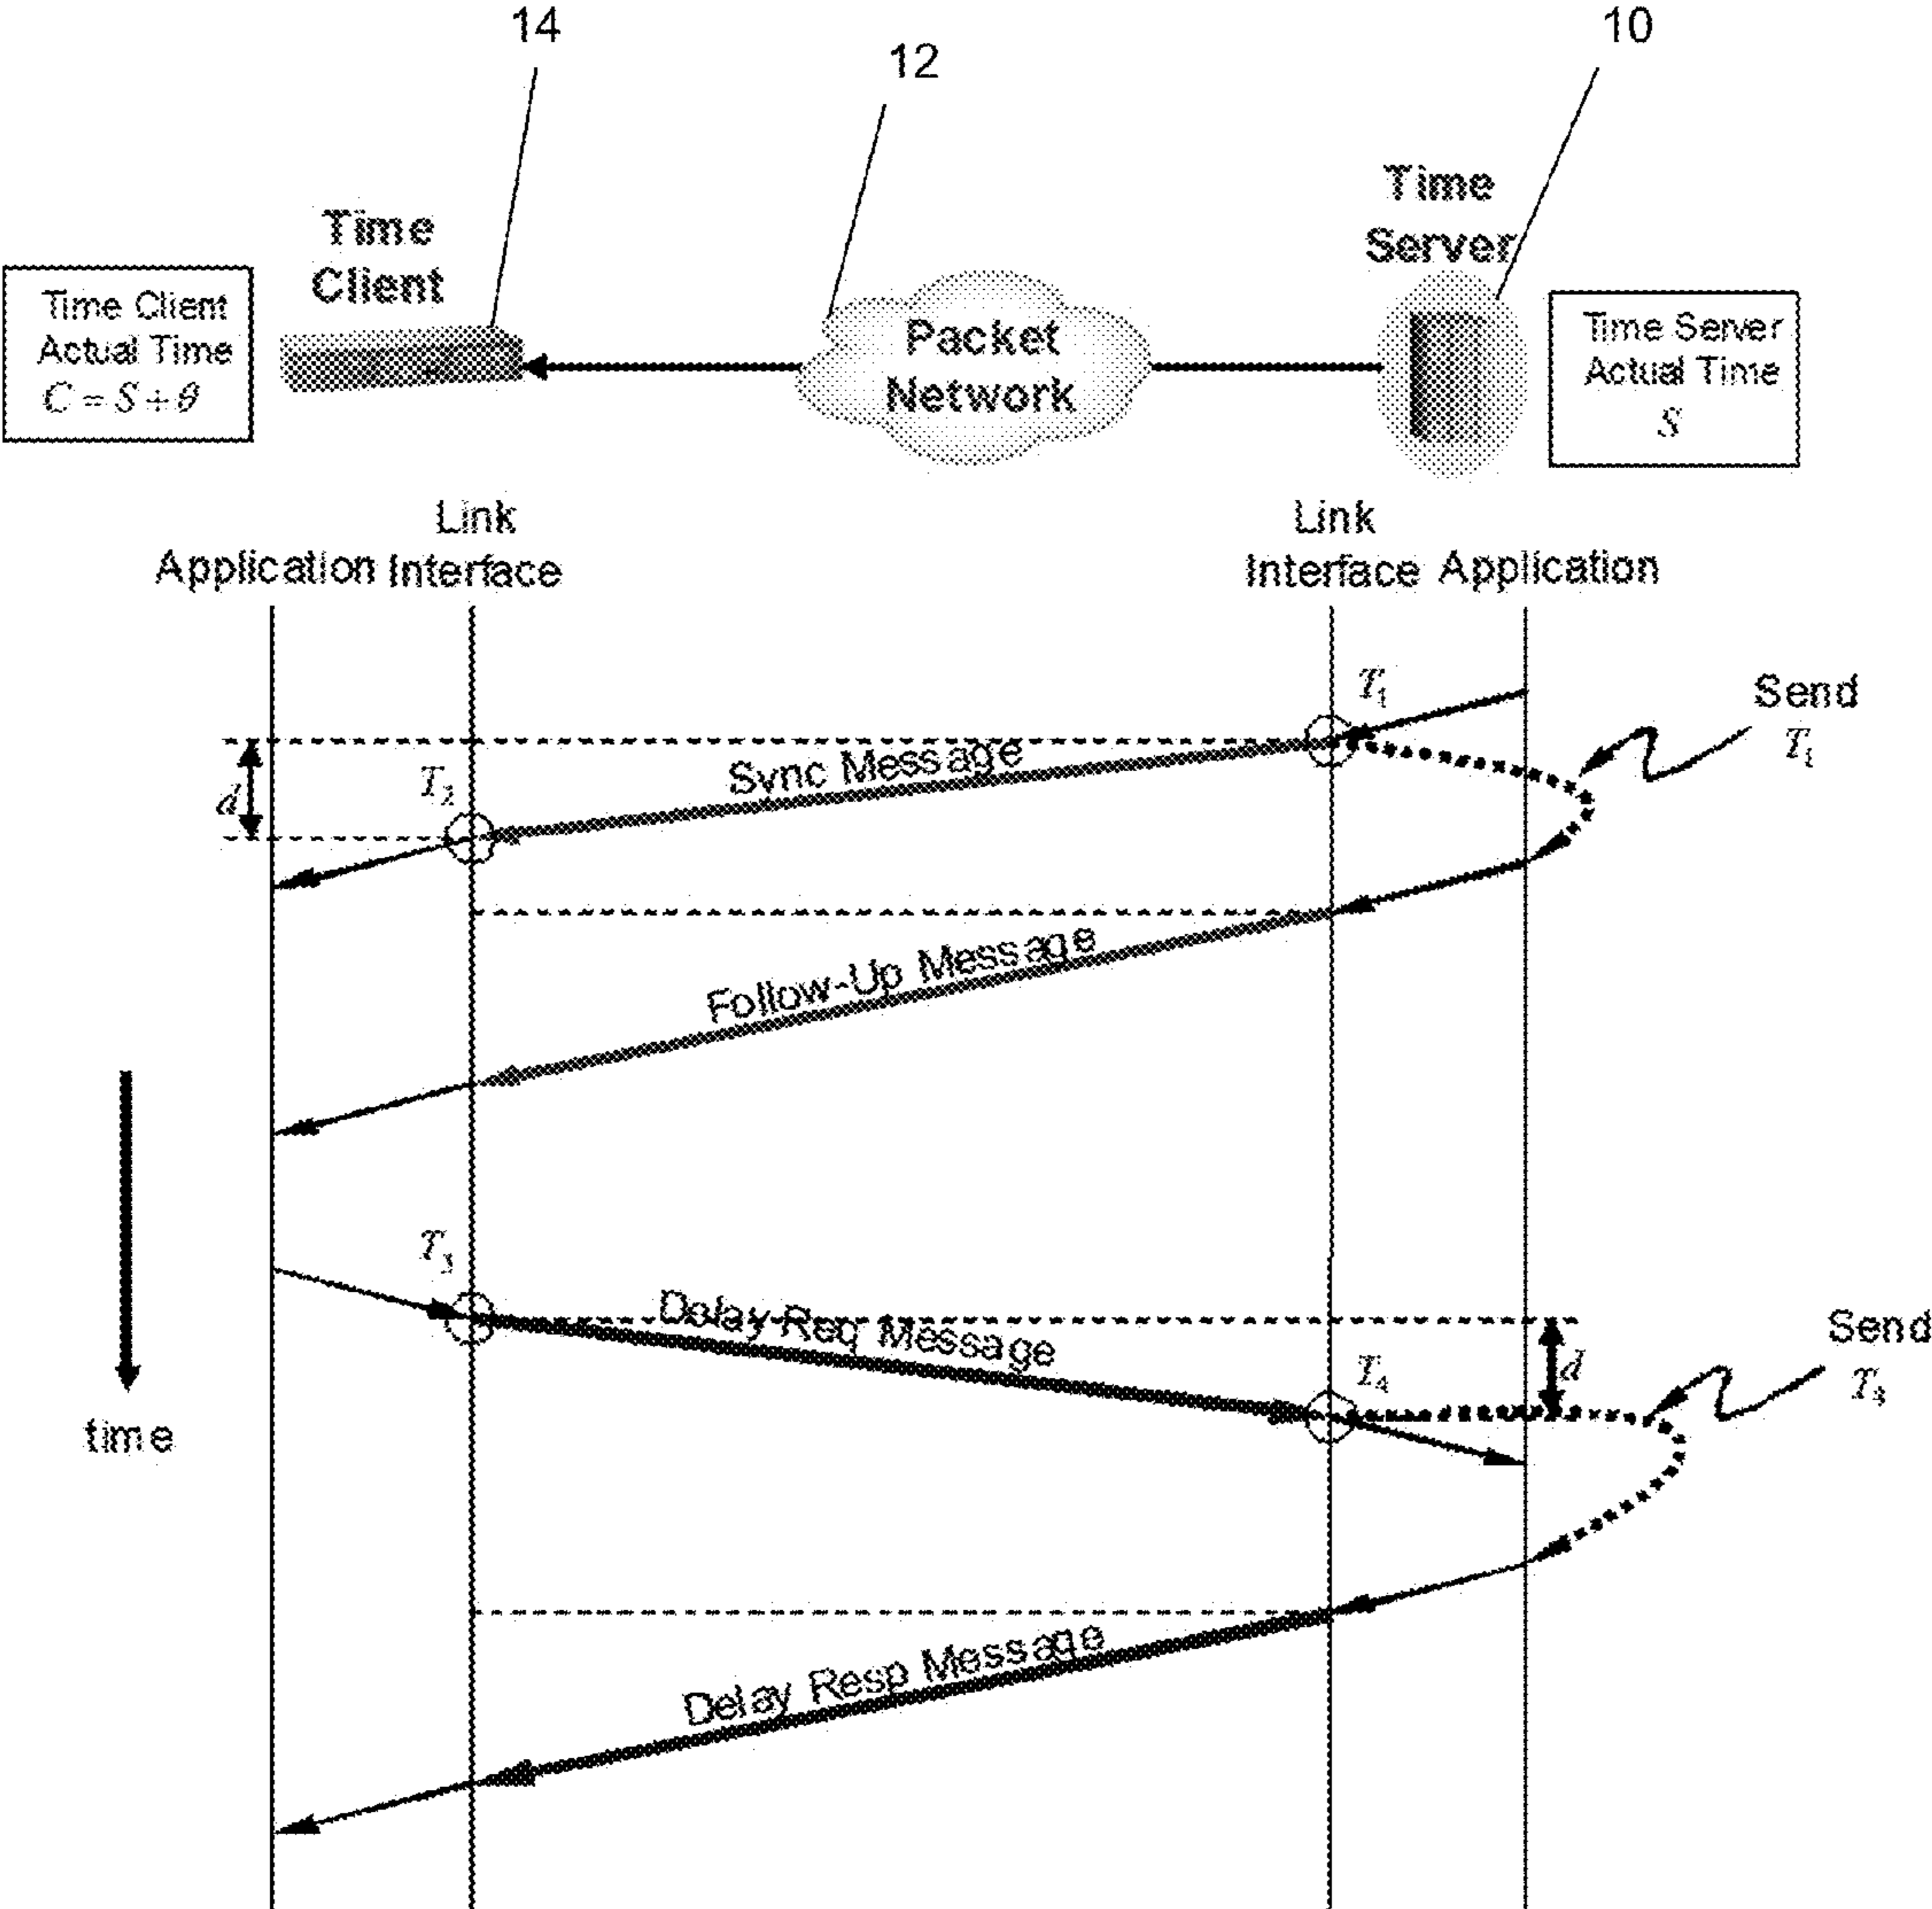 14
12
10
Time
Client
Time
Server
Time Client
Actual Time
C = S + θ
Packet
Network
Time Server
Actual Time
S
Link
Application Interface
Link
Interface Application
T₁
Send
T₁
Sync Message
T₂
d
Follow-Up Message
T₃
Delay Req Message
Send
T₄
d
T₄
time
Delay Resp Message